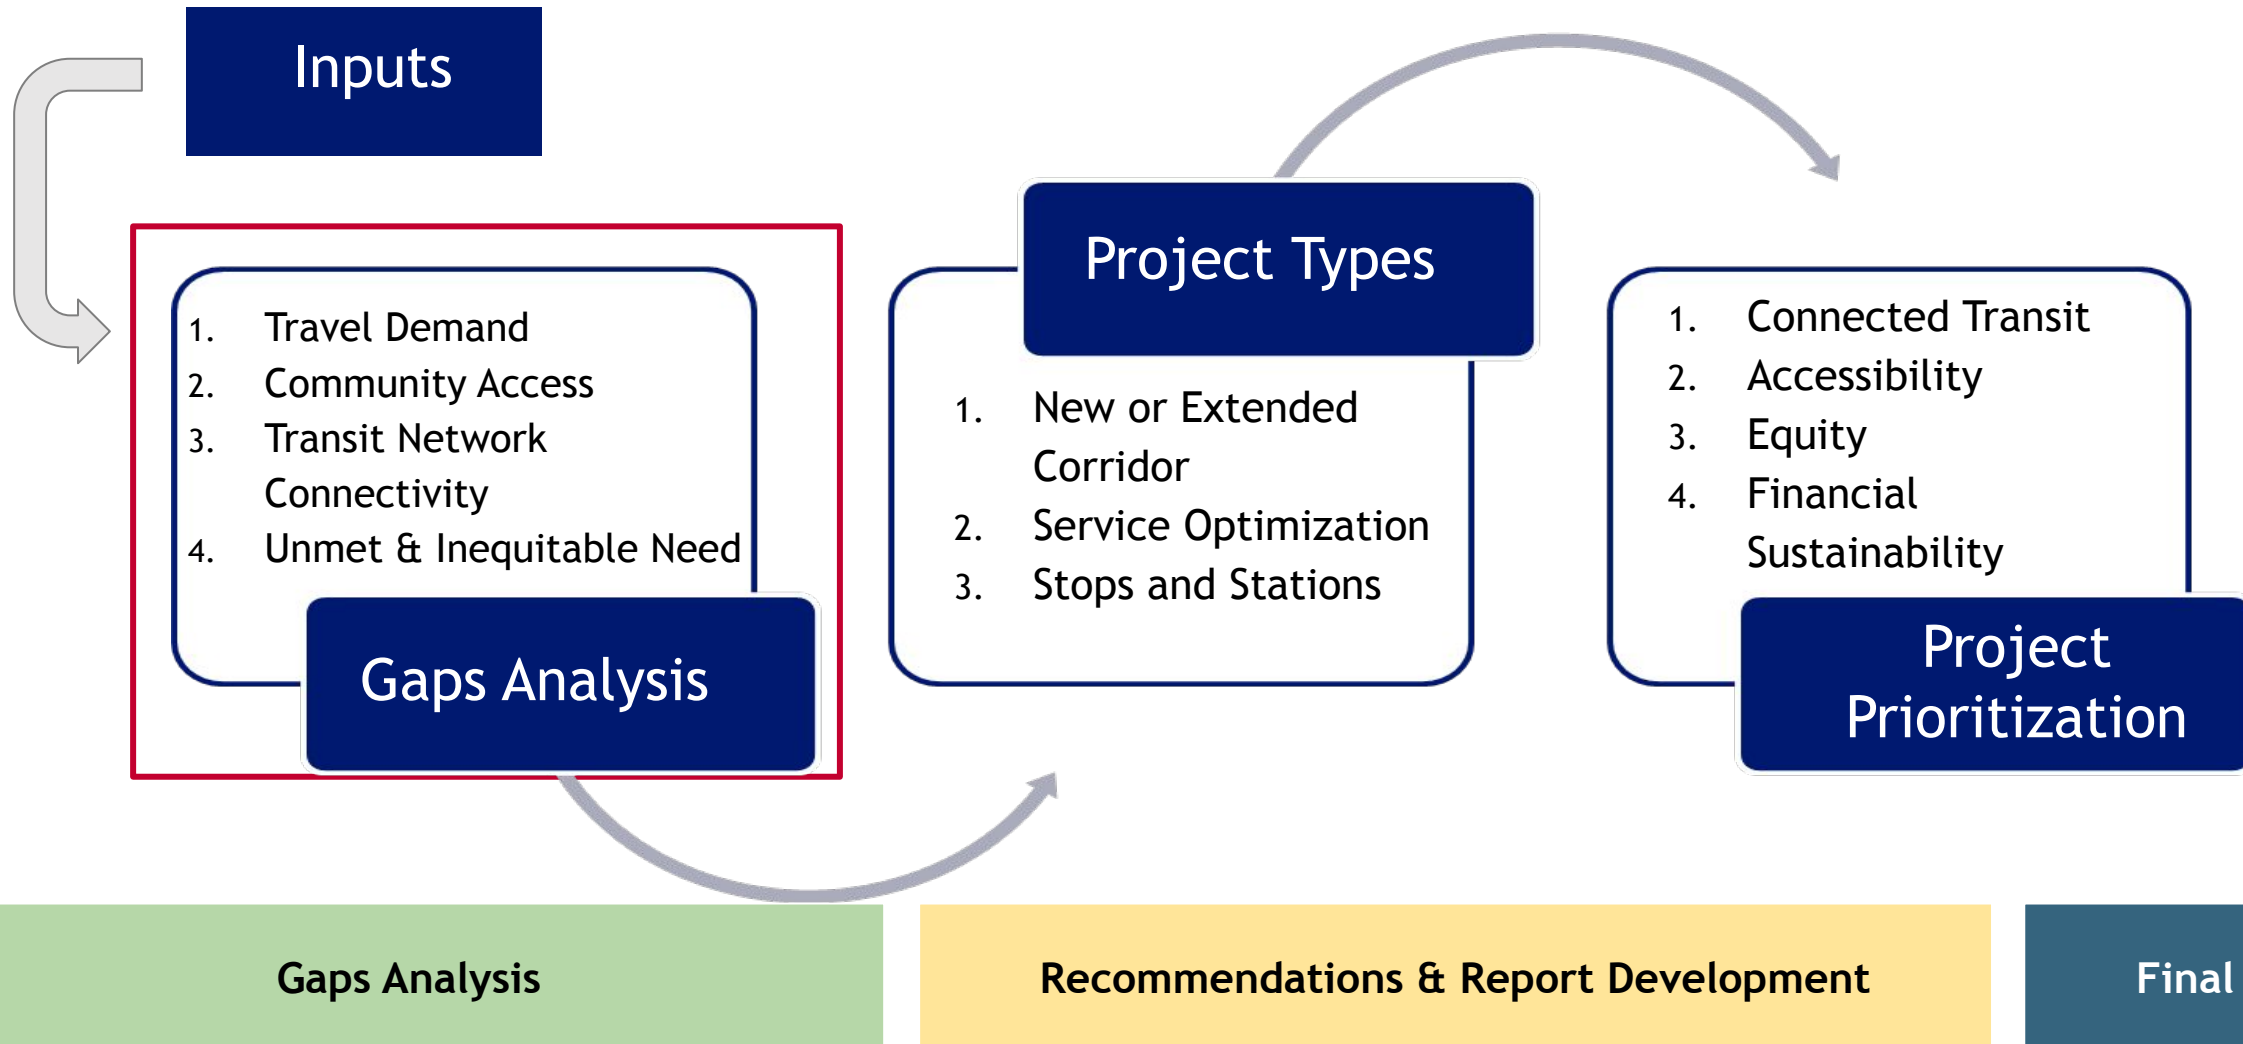 Inputs
1. Travel Demand
2. Community Access
3. Transit Network
Connectivity
4. Unmet & Inequitable Need
Gaps Analysis
Project Types
1. New or Extended
Corridor
2. Service Optimization
3. Stops and Stations
1. Connected Transit
2. Accessibility
3. Equity
4. Financial
Sustainability
Project
Prioritization
Gaps Analysis
Recommendations & Report Development
Final